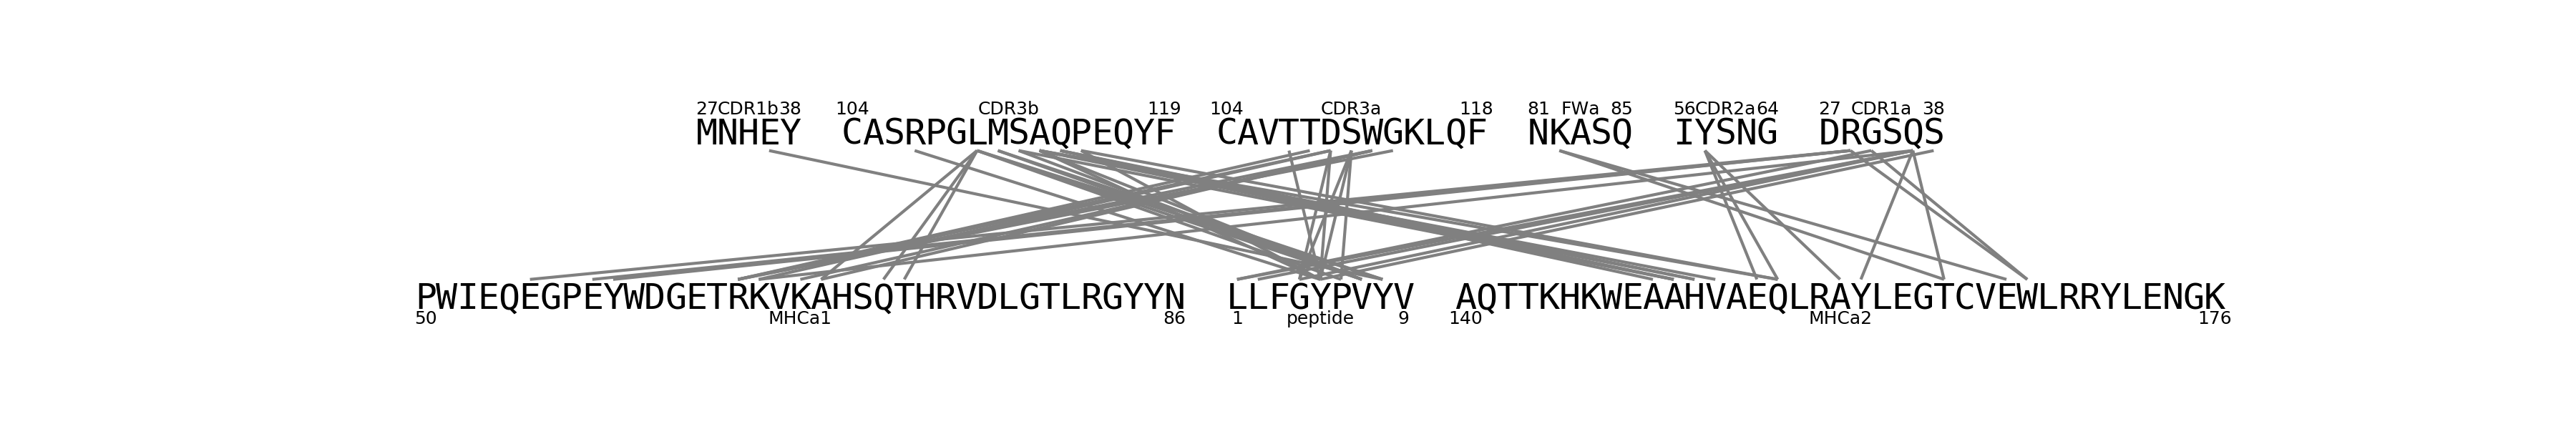 27CDR1b38 104 CDR3b 119 104 CDR3a 118 81 FWa 85 56CDR2a64 27 CDR1a 38
MNHEY CASRPGLMSAQPEQYF CAVTTDSWGKLQF NKASQ IYSNG DRGSQS
PWIEQEGPEYWDGETRKVKAHSQTHRVDLGTLRGYYN LLFGYPVYV AQTTKHKWEAAHVAEQLRAYLEGTCVEWLRRYLENGK
50 MHCa1 86 1 peptide 9 140 MHCa2 176